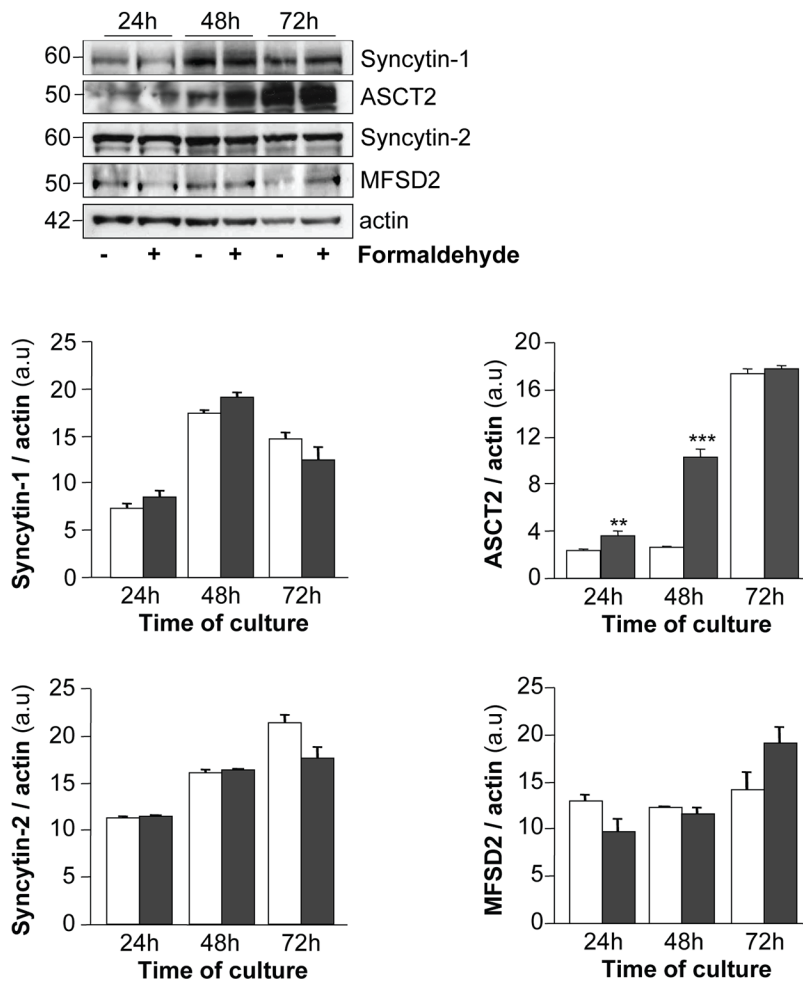 24h 48h 72h
60 Syncytin-1
50 ASCT2
60 Syncytin-2
50 MFSD2
42 actin
- + - + - + Formaldehyde
Syncytin-1 / actin (a.u)
25
20
15
10
5
0
24h 48h 72h
Time of culture
ASCT2 / actin (a.u)
20
16
12
8
4
0
**
***
24h 48h 72h
Time of culture
Syncytin-2 / actin (a.u)
25
20
15
10
5
0
24h 48h 72h
Time of culture
MFSD2 / actin (a.u)
25
20
15
10
5
0
24h 48h 72h
Time of culture